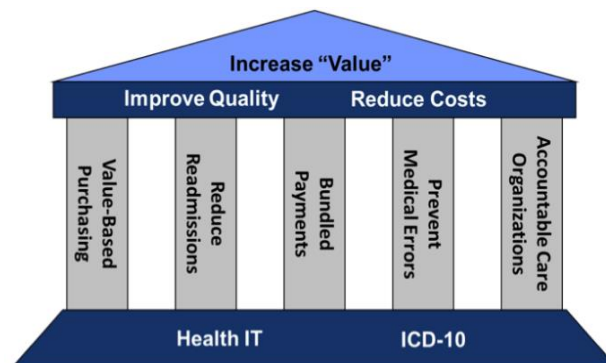 Increase “Value”
Improve Quality
Reduce Costs
Value-Based
Purchasing
Reduce
Readmissions
Bundled
Payments
Prevent
Medical Errors
Accountable Care
Organizations
Health IT
ICD-10